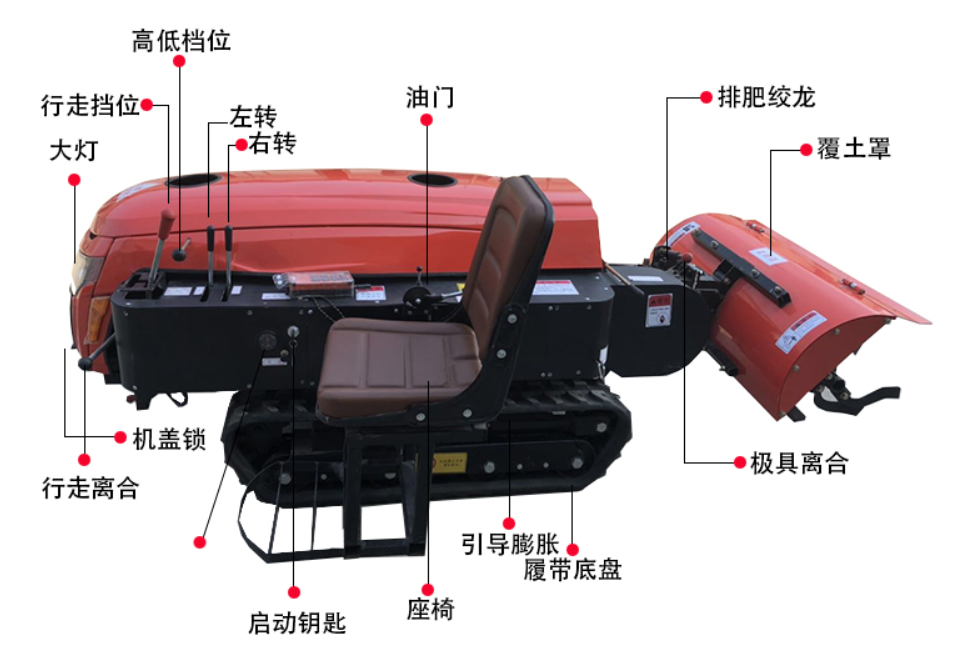 高低档位
行走挡位
左转
右转
大灯
油门
排肥绞龙
覆土罩
机盖锁
行走离合
极具离合
引导膨胀
履带底盘
启动钥匙
座椅